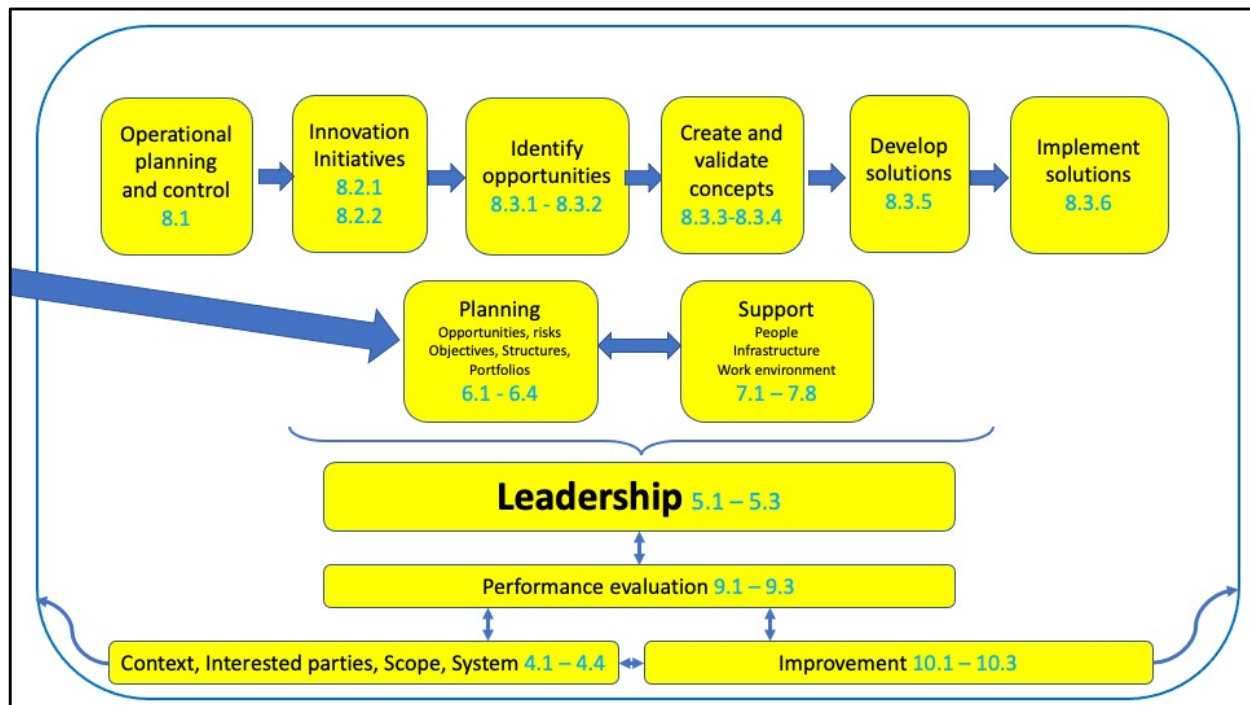 Operational
planning
and control
8.1
Innovation
Initiatives
8.2.1
8.2.2
Identify
opportunities
8.3.1 - 8.3.2
Create and
validate
concepts
8.3.3-8.3.4
Develop
solutions
8.3.5
Implement
solutions
8.3.6
Planning
Opportunities, risks
Objectives, Structures,
Portfolios
6.1 - 6.4
Support
People
Infrastructure
Work environment
7.1 – 7.8
Leadership 5.1 – 5.3
Performance evaluation 9.1 – 9.3
Context, Interested parties, Scope, System 4.1 – 4.4
Improvement 10.1 – 10.3